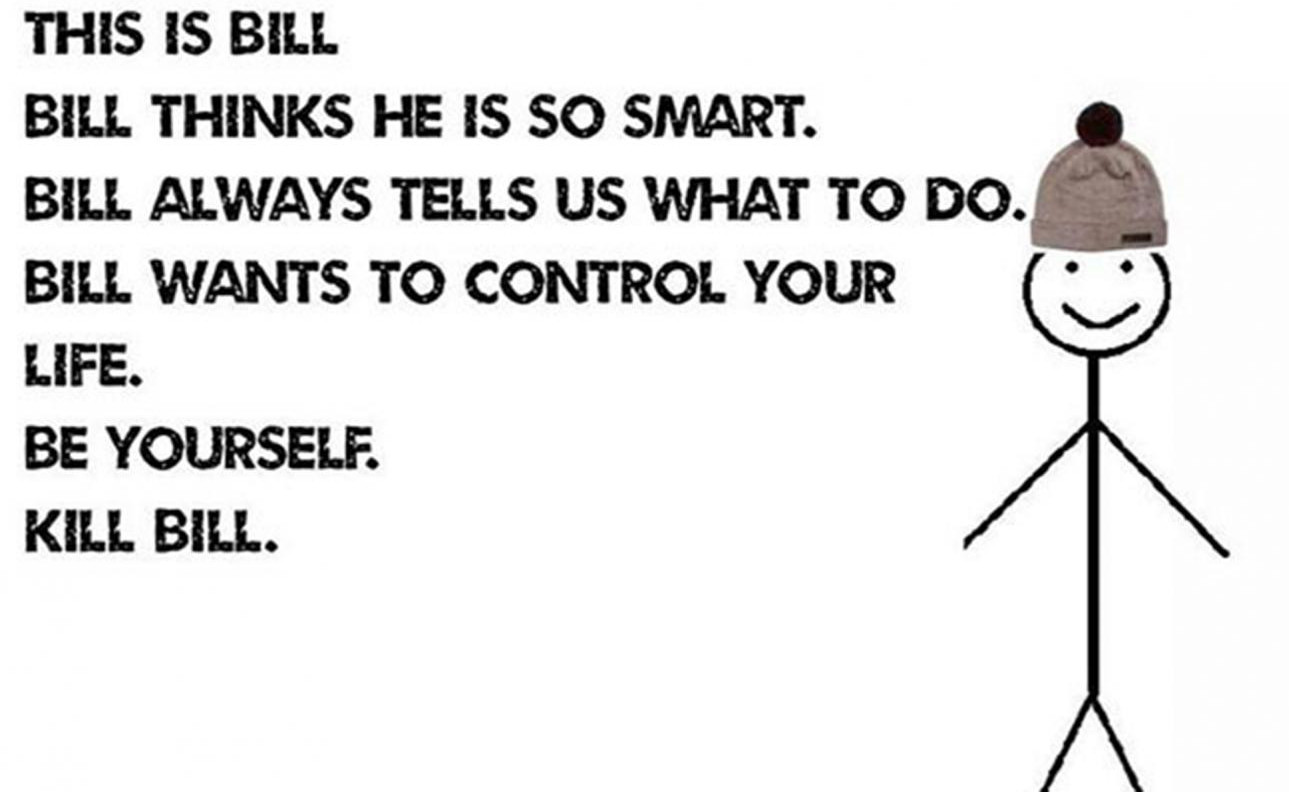 THIS IS BILL
BILL THINKS HE IS SO SMART.
BILL ALWAYS TELLS US WHAT TO DO.
BILL WANTS TO CONTROL YOUR
LIFE.
BE YOURSELF.
KILL BILL.